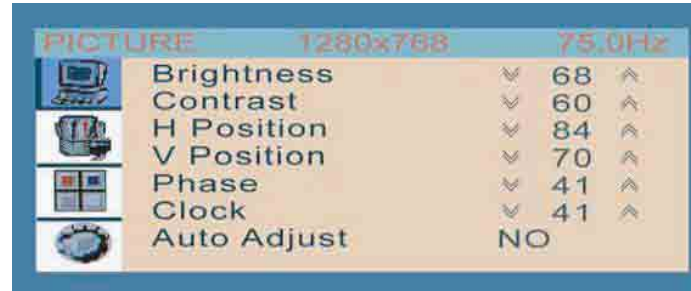 PICTURE 1280x768 75.0Hz
Brightness 68
Contrast 60
H Position 84
V Position 70
Phase 41
Clock 41
Auto Adjust NO